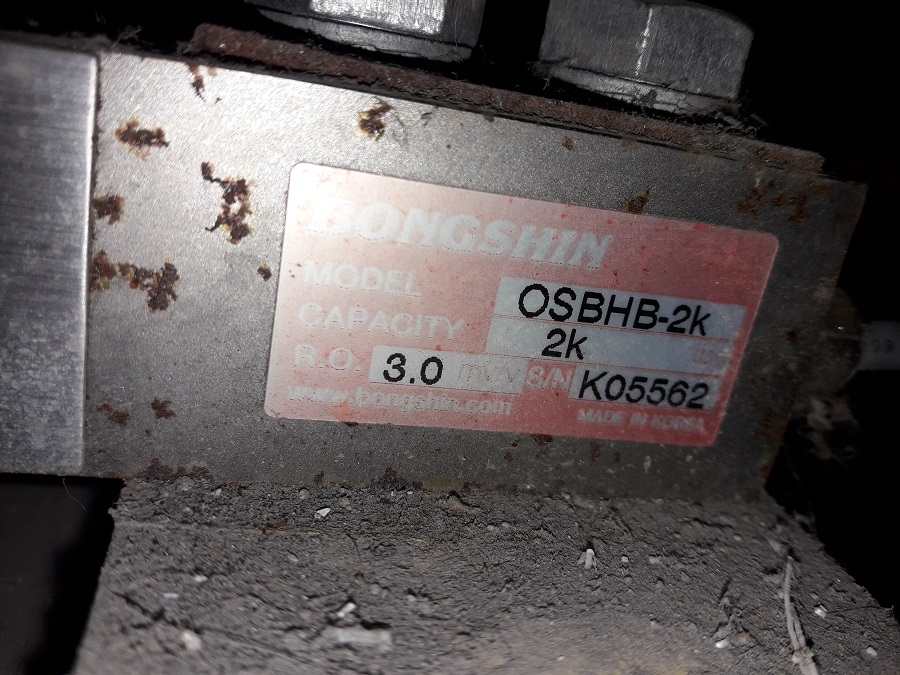 BONGSHIN
MODEL OSBHB-2k
CAPACITY 2k
R.O. 3.0 mV/V S/N K05562
www.bongshin.com MADE IN KOREA